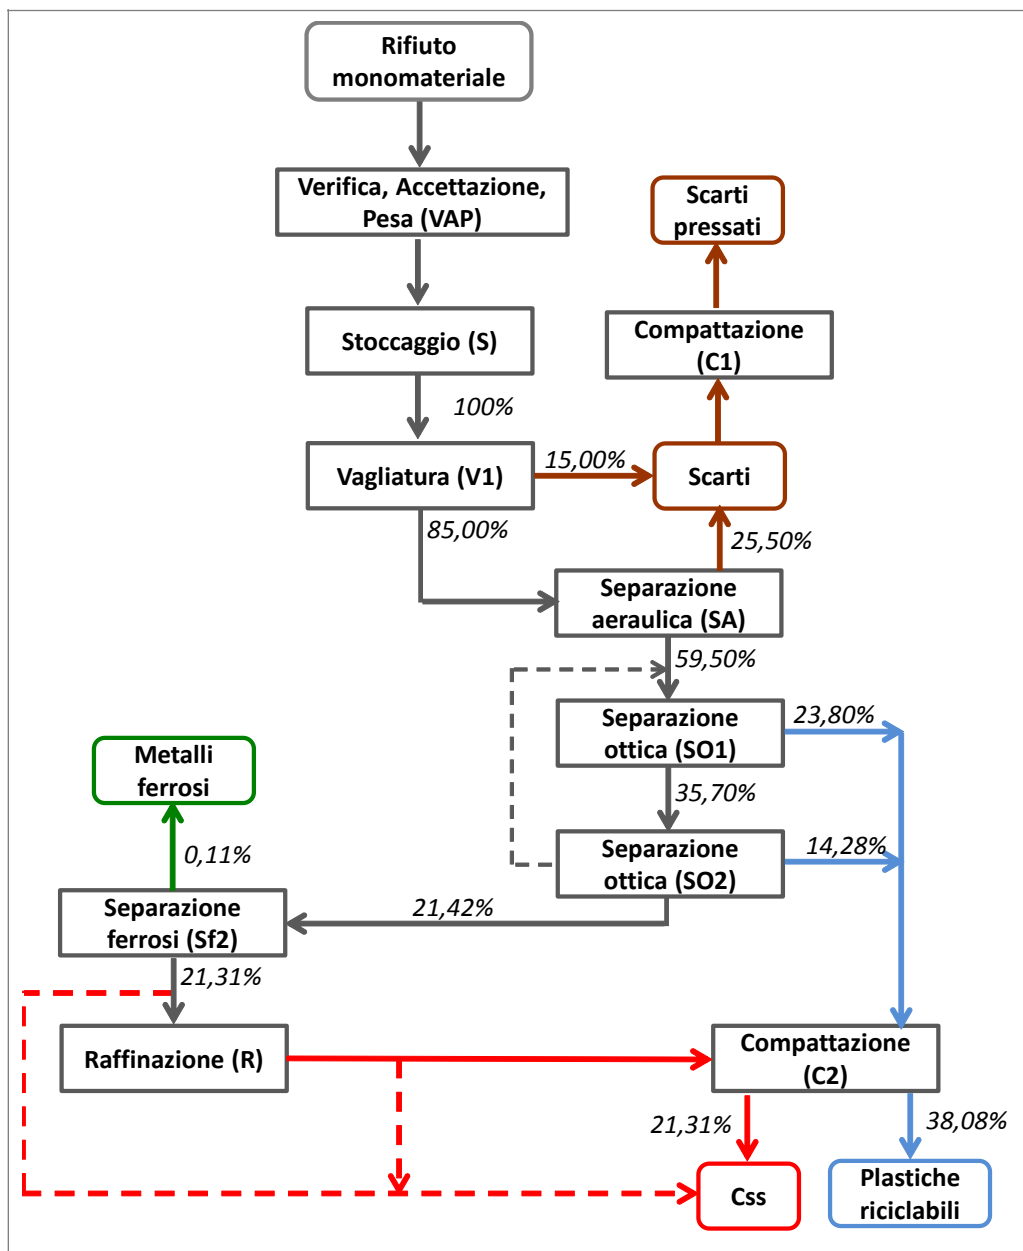 Rifiuto
monomateriale
Verifica, Accettazione,
Pesa (VAP)
Scarti
pressati
Stoccaggio (S)
Compattazione
(C1)
100%
Vagliatura (V1)
15,00%
Scarti
85,00%
25,50%
Separazione
aeraulica (SA)
59,50%
Separazione
ottica (SO1)
23,80%
Metalli
ferrosi
35,70%
0,11%
Separazione
ottica (SO2)
14,28%
Separazione
ferrosi (Sf2)
21,42%
21,31%
Raffinazione (R)
Compattazione
(C2)
21,31%
38,08%
Css
Plastiche
riciclabili